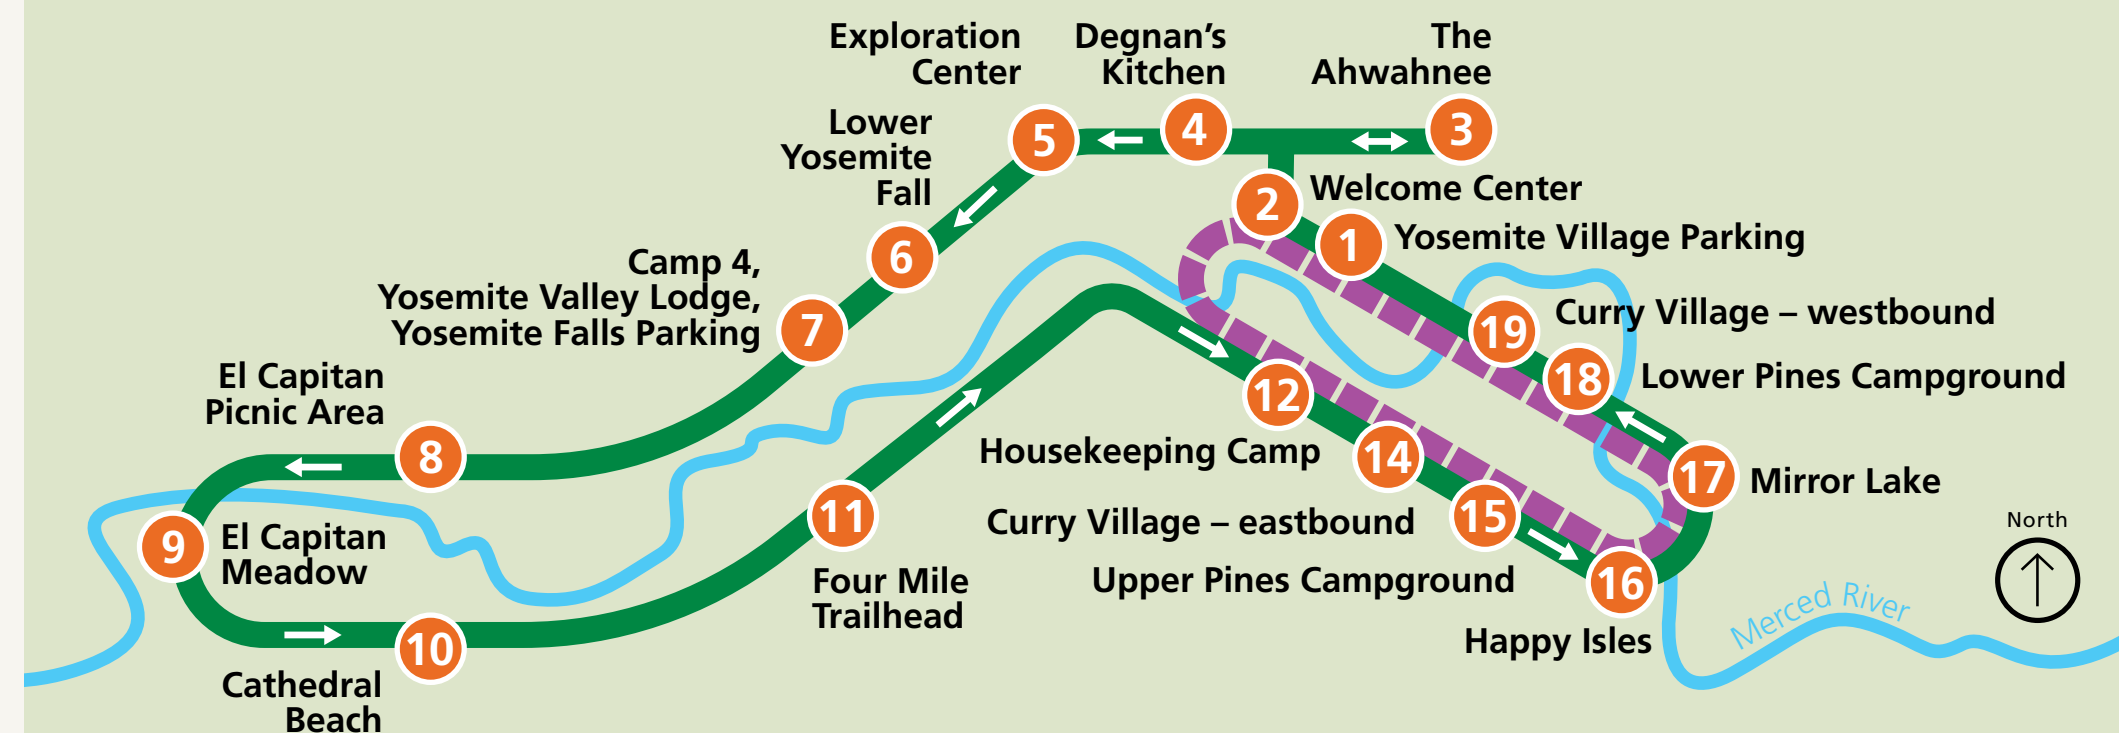 Exploration
Center
5
Degnan’s
Kitchen
4
The
Ahwahnee
3
Lower
Yosemite
Fall
6
2
Welcome Center
1
Yosemite Village Parking
Camp 4,
Yosemite Valley Lodge,
Yosemite Falls Parking
7
19
Curry Village – westbound
18
Lower Pines Campground
El Capitan
Picnic Area
8
12
Housekeeping Camp
14
Curry Village – eastbound
15
Upper Pines Campground
16
Happy Isles
17
Mirror Lake
9
El Capitan
Meadow
11
Four Mile
Trailhead
10
Cathedral
Beach
North
Merced River